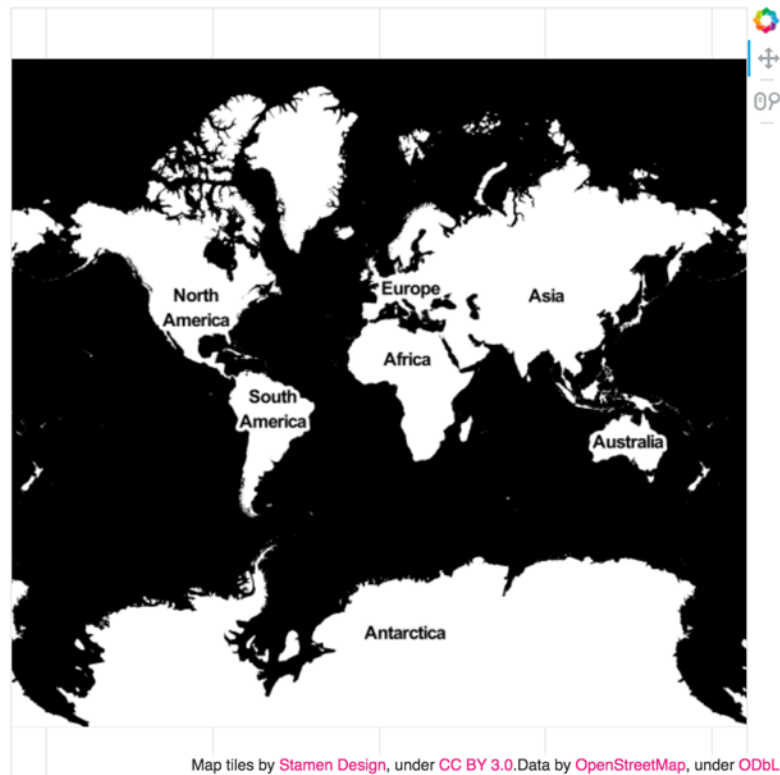 North
America
Europe
Asia
Africa
South
America
Australia
Antarctica
Map tiles by Stamen Design, under CC BY 3.0.Data by OpenStreetMap, under ODbL